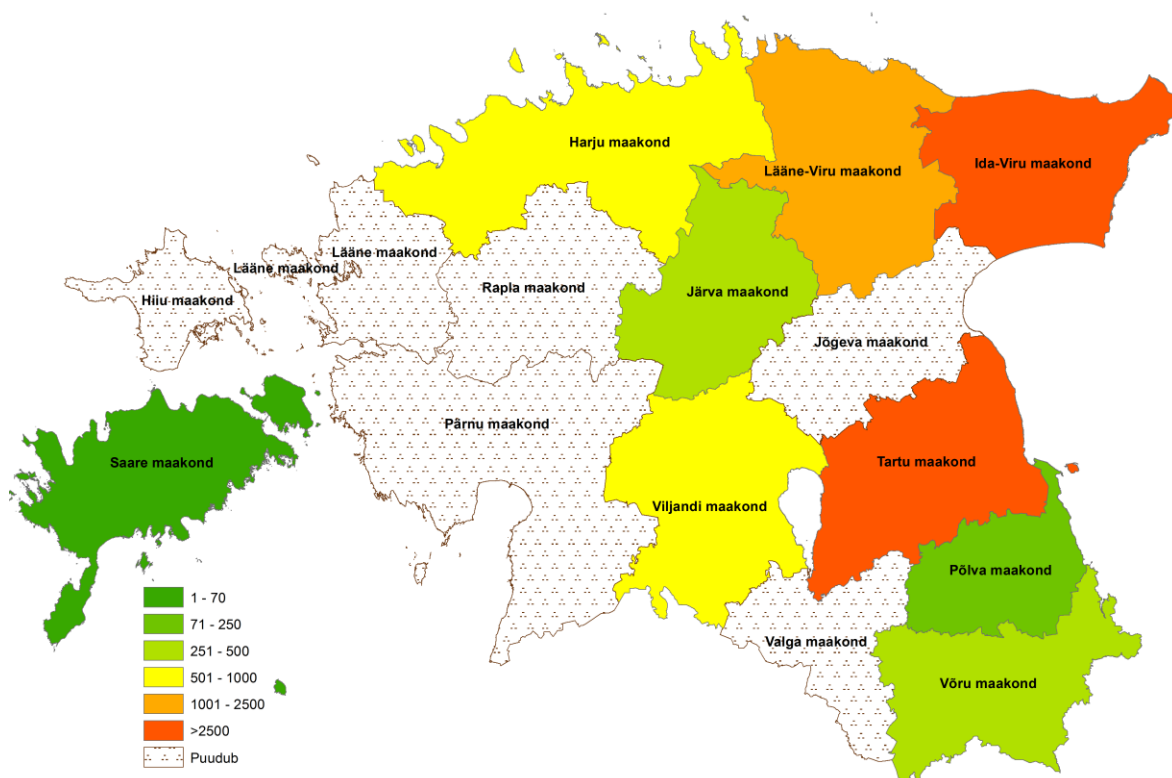 Harju maakond
Lääne-Viru maakond
Ida-Viru maakond
Lääne maakond
Lääne maakond
Hiiu maakond
Rapla maakond
Järva maakond
Jõgeva maakond
Pärnu maakond
Saare maakond
Tartu maakond
Viljandi maakond
Põlva maakond
Valga maakond
Võru maakond
1 - 70
71 - 250
251 - 500
501 - 1000
1001 - 2500
>2500
Puudub